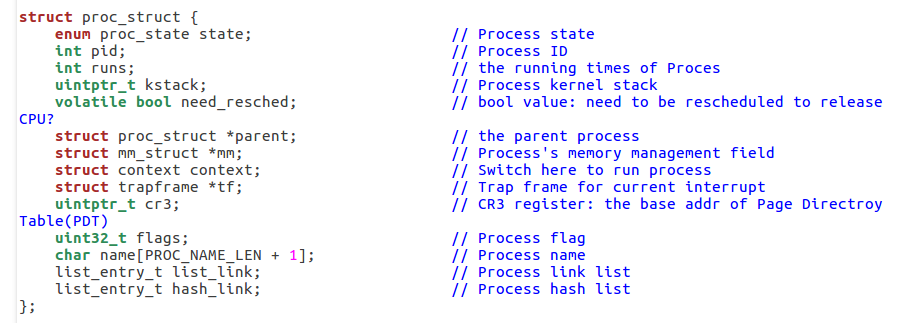 struct proc_struct {
    enum proc_state state;                      // Process state
    int pid;                                    // Process ID
    int runs;                                   // the running times of Proces
    uintptr_t kstack;                           // Process kernel stack
    volatile bool need_resched;                 // bool value: need to be rescheduled to release
CPU?
    struct proc_struct *parent;                 // the parent process
    struct mm_struct *mm;                       // Process's memory management field
    struct context context;                     // Switch here to run process
    struct trapframe *tf;                       // Trap frame for current interrupt
    uintptr_t cr3;                              // CR3 register: the base addr of Page Directroy
Table(PDT)
    uint32_t flags;                             // Process flag
    char name[PROC_NAME_LEN + 1];               // Process name
    list_entry_t list_link;                     // Process link list
    list_entry_t hash_link;                     // Process hash list
};